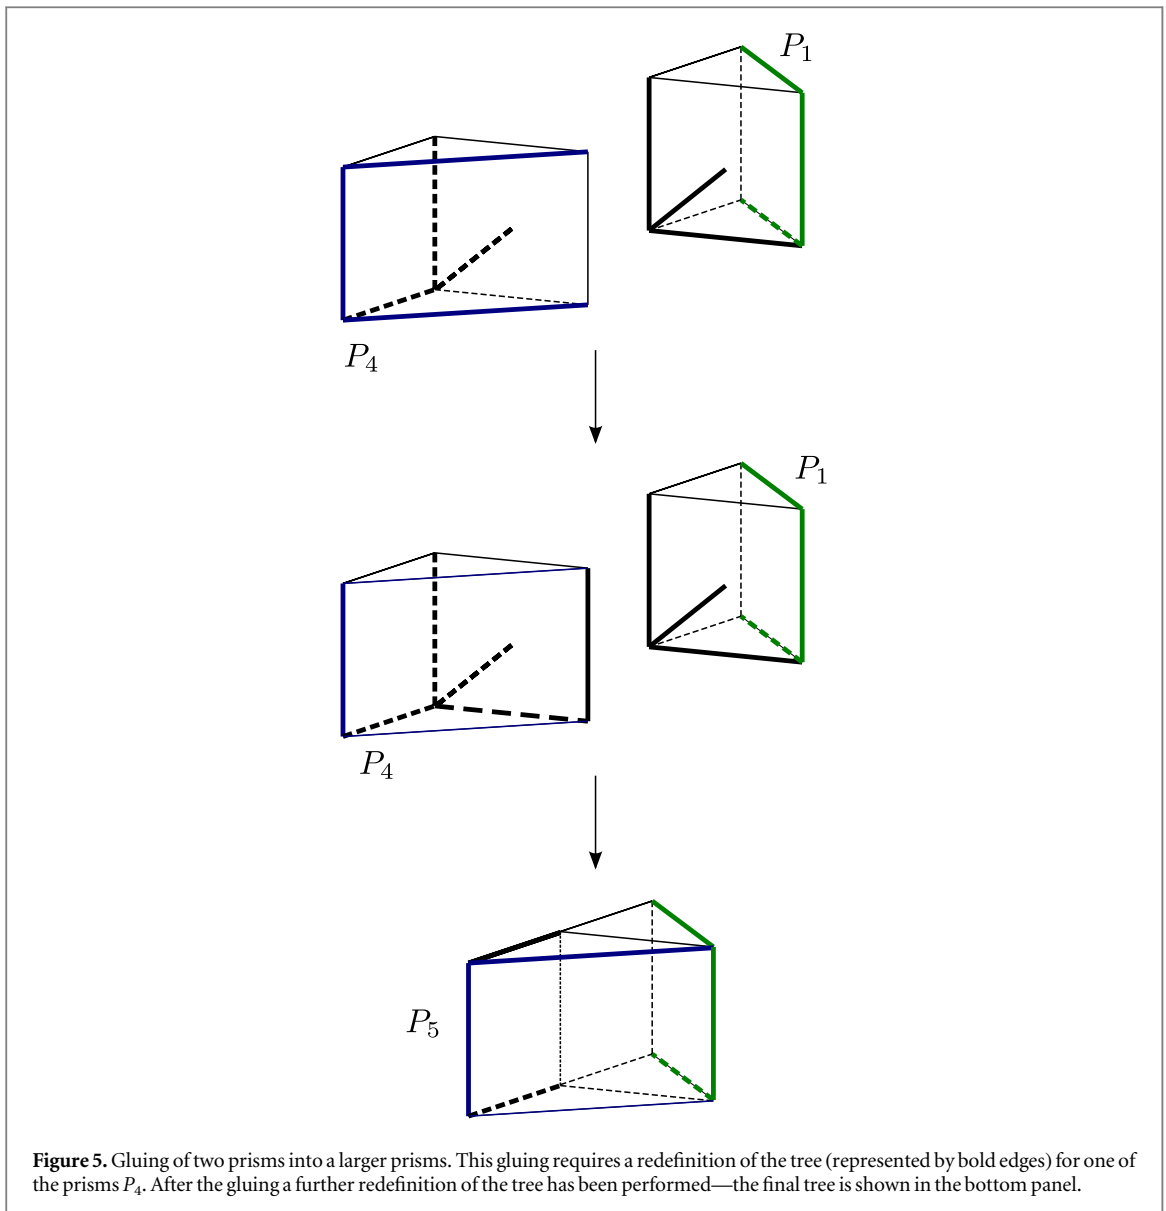 P1
P4
P1
P4
P5
Figure 5. Gluing of two prisms into a larger prisms. This gluing requires a redefinition of the tree (represented by bold edges) for one of
the prisms P4. After the gluing a further redefinition of the tree has been performed—the final tree is shown in the bottom panel.